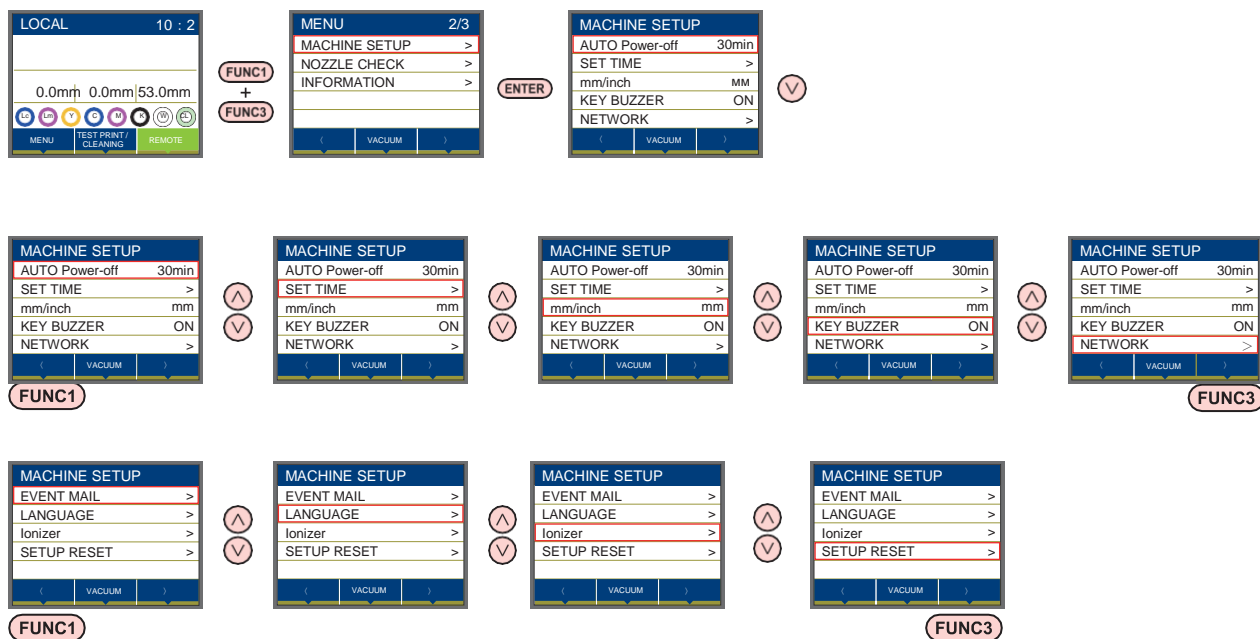 LOCAL 10 : 2
0.0mm 0.0mm 53.0mm
Lc Lm Y C M K W CL
MENU TEST PRINT / CLEANING REMOTE
FUNC1
+
FUNC3
MENU 2/3
MACHINE SETUP >
NOZZLE CHECK >
INFORMATION >
〈 VACUUM 〉
ENTER
MACHINE SETUP
AUTO Power-off 30min
SET TIME >
mm/inch MM
KEY BUZZER ON
NETWORK >
〈 VACUUM 〉
MACHINE SETUP
AUTO Power-off 30min
SET TIME >
mm/inch mm
KEY BUZZER ON
NETWORK >
〈 VACUUM 〉
FUNC1
MACHINE SETUP
AUTO Power-off 30min
SET TIME >
mm/inch mm
KEY BUZZER ON
NETWORK >
〈 VACUUM 〉
MACHINE SETUP
AUTO Power-off 30min
SET TIME >
mm/inch mm
KEY BUZZER ON
NETWORK >
〈 VACUUM 〉
MACHINE SETUP
AUTO Power-off 30min
SET TIME >
mm/inch mm
KEY BUZZER ON
NETWORK >
〈 VACUUM 〉
MACHINE SETUP
AUTO Power-off 30min
SET TIME >
mm/inch mm
KEY BUZZER ON
NETWORK >
〈 VACUUM 〉
FUNC3
MACHINE SETUP
EVENT MAIL >
LANGUAGE >
Ionizer >
SETUP RESET >
〈 VACUUM 〉
FUNC1
MACHINE SETUP
EVENT MAIL >
LANGUAGE >
Ionizer >
SETUP RESET >
〈 VACUUM 〉
MACHINE SETUP
EVENT MAIL >
LANGUAGE >
Ionizer >
SETUP RESET >
〈 VACUUM 〉
MACHINE SETUP
EVENT MAIL >
LANGUAGE >
Ionizer >
SETUP RESET >
〈 VACUUM 〉
FUNC3